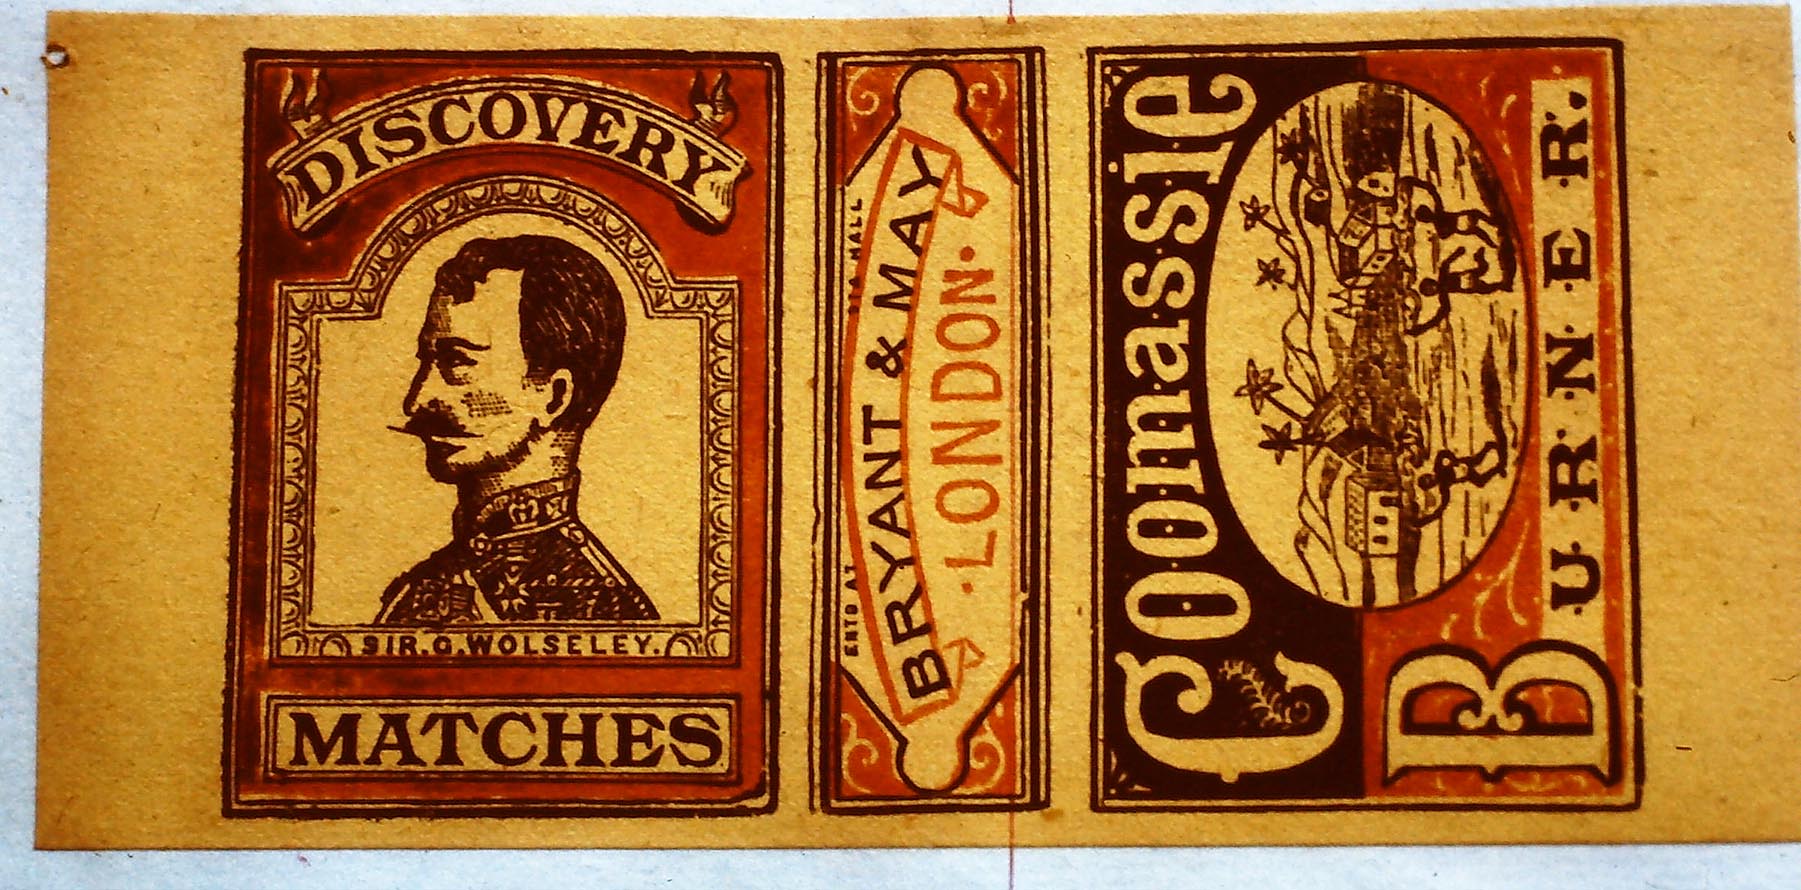 DISCOVERY
SIR.G.WOLSELEY.
MATCHES
ENTD AT STA HALL
BRYANT & MAY
·LONDON·
Coomassie
BURNER.